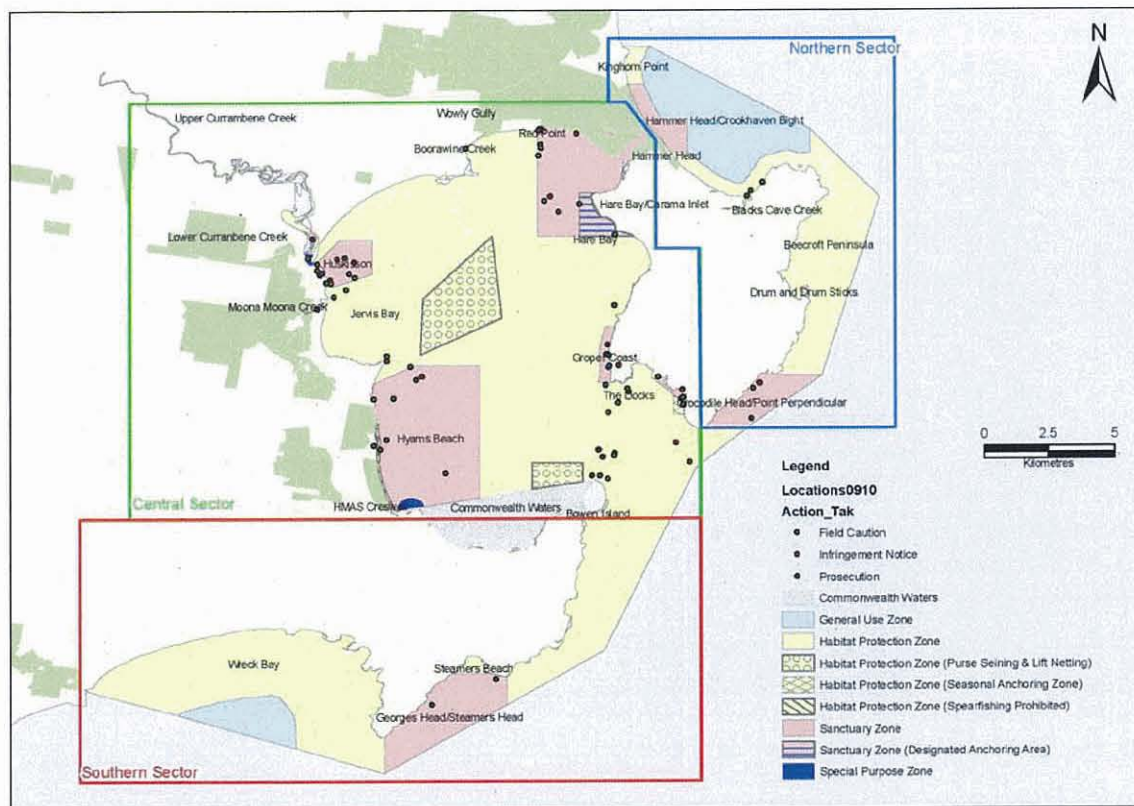 N
Northern Sector
Kinghorn Point
Upper Currambene Creek
Wowly Gully
Hammer Head/Crookhaven Bight
Red Point
Boorawine Creek
Hammer Head
Hare Bay/Carama Inlet
Blacks Cave Creek
Lower Currambene Creek
Hare Bay
Beecroft Peninsula
Huskisson
Drum and Drum Sticks
Moona Moona Creek
Jervis Bay
Groper Coast
The Docks
Crocodile Head/Point Perpendicular
Hyams Beach
0 2.5 5
Kilometres
Central Sector
HMAS Creswell
Commonwealth Waters
Bowen Island
Wreck Bay
Steamers Beach
Georges Head/Steamers Head
Southern Sector
Legend
Locations0910
Action_Tak
Field Caution
Infringement Notice
Prosecution
Commonwealth Waters
General Use Zone
Habitat Protection Zone
Habitat Protection Zone (Purse Seining & Lift Netting)
Habitat Protection Zone (Seasonal Anchoring Zone)
Habitat Protection Zone (Spearfishing Prohibited)
Sanctuary Zone
Sanctuary Zone (Designated Anchoring Area)
Special Purpose Zone